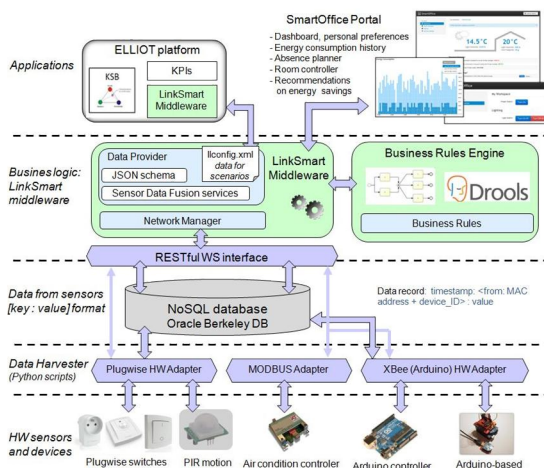 SmartOffice Portal
- Dashboard, personal preferences
- Energy consumption history
- Absence planner
- Room controller
- Recommendations
on energy savings
14.5°C
20°C
Applications
ELLIOT platform
KSB
KPIs
LinkSmart
Middleware
Busines logic:
LinkSmart
middleware
Data Provider
JSON schema
Sensor Data Fusion services
llconfig.xml
data for
scenarios
LinkSmart
Middleware
Network Manager
Business Rules Engine
Drools
Business Rules
RESTful WS interface
Data from sensors
[key : value] format
NoSQL database
Oracle Berkeley DB
Data record: timestamp: <from: MAC
address + device_ID> : value
Data Harvester
(Python scripts)
Plugwise HW Adapter
MODBUS Adapter
XBee (Arduino) HW Adapter
HW sensors
and devices
Plugwise switches
PIR motion
Air condition controler
Arduino controller
Arduino-based